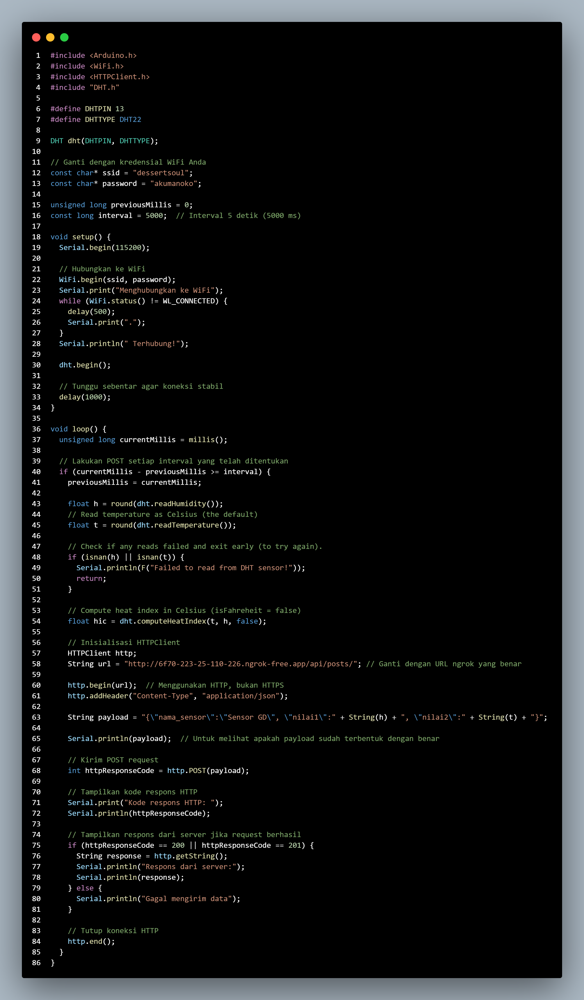 1 #include <Arduino.h>
2 #include <WiFi.h>
3 #include <HTTPClient.h>
4 #include "DHT.h"
5
6 #define DHTPIN 13
7 #define DHTTYPE DHT22
8
9 DHT dht(DHTPIN, DHTTYPE);
10
11 // Ganti dengan kredensial WiFi Anda
12 const char* ssid = "dessertsoul";
13 const char* password = "akumanoko";
14
15 unsigned long previousMillis = 0;
16 const long interval = 5000;  // Interval 5 detik (5000 ms)
17
18 void setup() {
19   Serial.begin(115200);
20
21   // Hubungkan ke WiFi
22   WiFi.begin(ssid, password);
23   Serial.print("Menghubungkan ke WiFi");
24   while (WiFi.status() != WL_CONNECTED) {
25     delay(500);
26     Serial.print(".");
27   }
28   Serial.println(" Terhubung!");
29
30   dht.begin();
31
32   // Tunggu sebentar agar koneksi stabil
33   delay(1000);
34 }
35
36 void loop() {
37   unsigned long currentMillis = millis();
38
39   // Lakukan POST setiap interval yang telah ditentukan
40   if (currentMillis - previousMillis >= interval) {
41     previousMillis = currentMillis;
42
43     float h = round(dht.readHumidity());
44     // Read temperature as Celsius (the default)
45     float t = round(dht.readTemperature());
46
47     // Check if any reads failed and exit early (to try again).
48     if (isnan(h) || isnan(t)) {
49       Serial.println(F("Failed to read from DHT sensor!"));
50       return;
51     }
52
53     // Compute heat index in Celsius (isFahreheit = false)
54     float hic = dht.computeHeatIndex(t, h, false);
55
56     // Inisialisasi HTTPClient
57     HTTPClient http;
58     String url = "http://6f70-223-25-110-226.ngrok-free.app/api/posts/"; // Ganti dengan URL ngrok yang benar
59
60     http.begin(url);  // Menggunakan HTTP, bukan HTTPS
61     http.addHeader("Content-Type", "application/json");
62
63     String payload = "{\"nama_sensor\":\"Sensor GD\", \"nilai1\":" + String(h) + ", \"nilai2\":" + String(t) + "}";
64
65     Serial.println(payload);  // Untuk melihat apakah payload sudah terbentuk dengan benar
66
67     // Kirim POST request
68     int httpResponseCode = http.POST(payload);
69
70     // Tampilkan kode respons HTTP
71     Serial.print("Kode respons HTTP: ");
72     Serial.println(httpResponseCode);
73
74     // Tampilkan respons dari server jika request berhasil
75     if (httpResponseCode == 200 || httpResponseCode == 201) {
76       String response = http.getString();
77       Serial.println("Respons dari server:");
78       Serial.println(response);
79     } else {
80       Serial.println("Gagal mengirim data");
81     }
82
83     // Tutup koneksi HTTP
84     http.end();
85   }
86 }